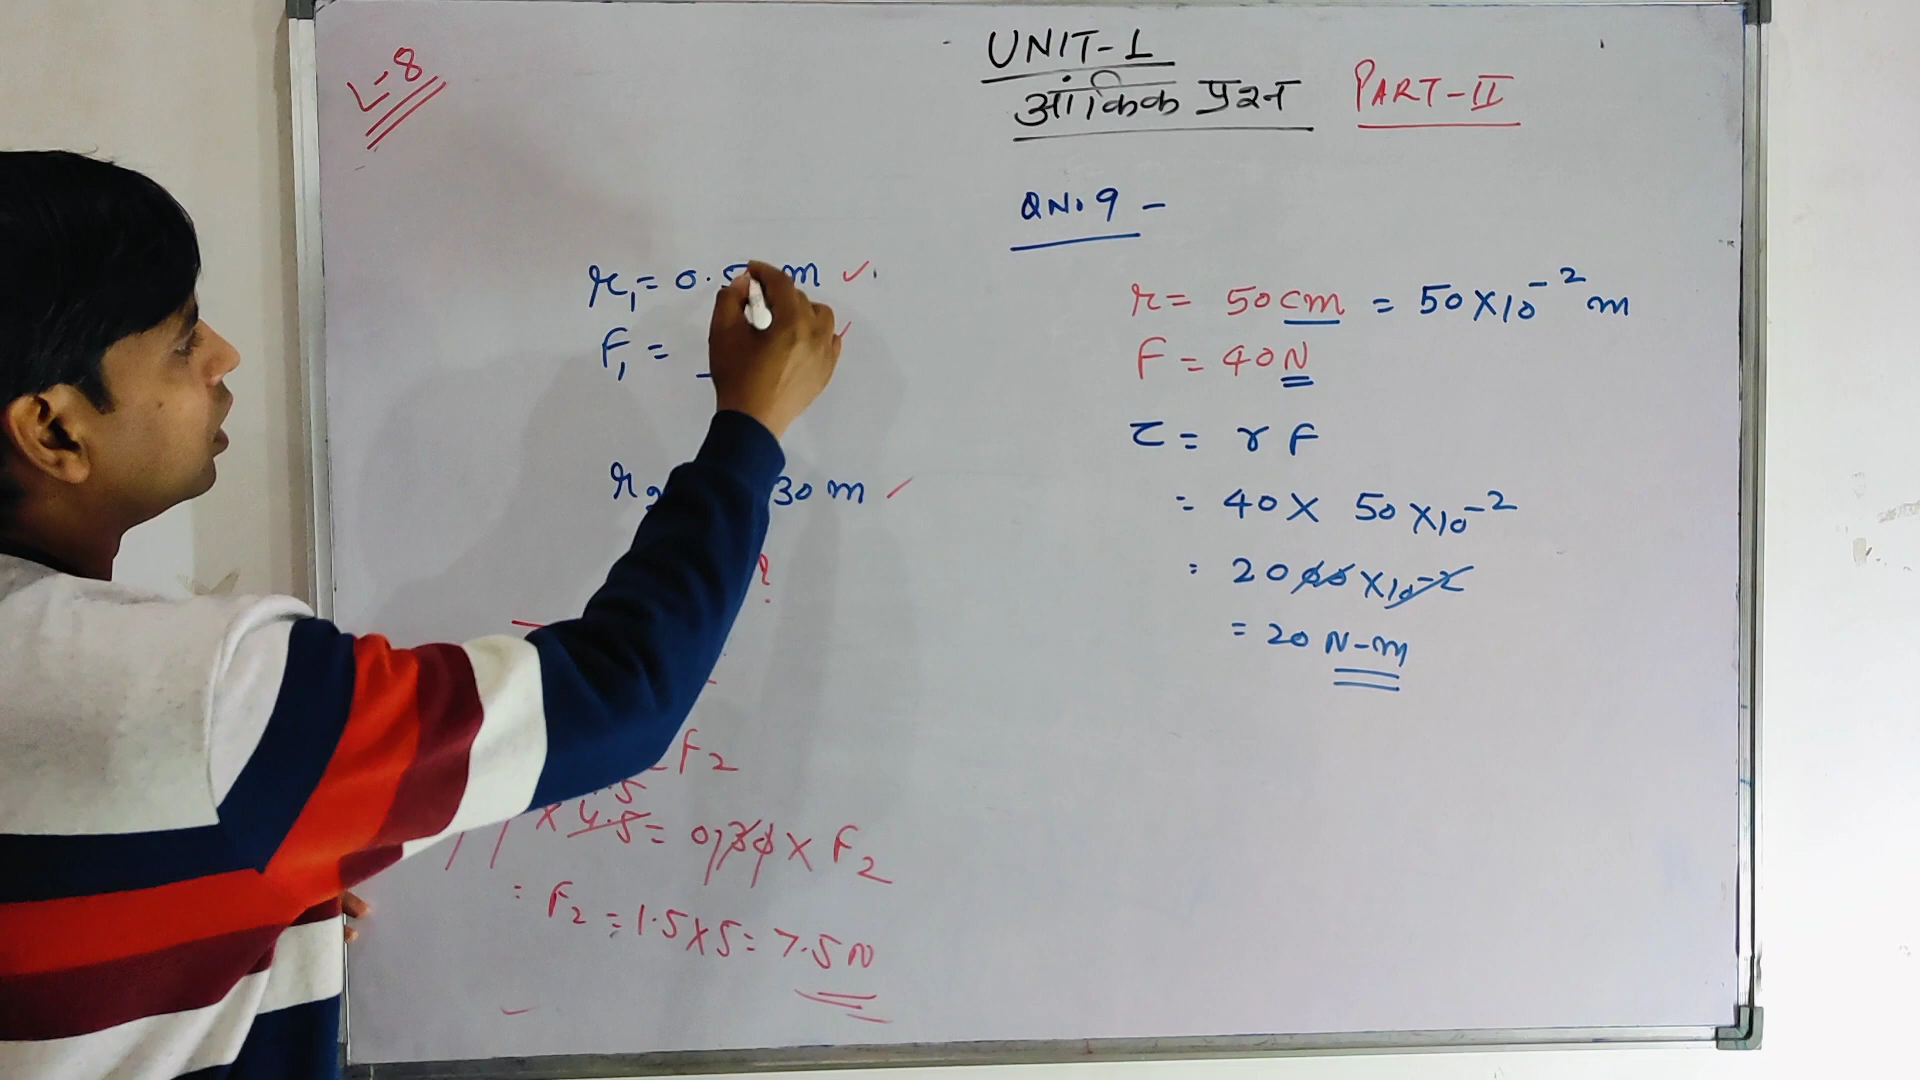 L-8
UNIT-1
आंकिक प्रश्न PART-II
QN.9 -
r₁ = 0.5 m ✓
F₁ =
r₂ 30 m ✓
?
F₂
× 4.5 = 0.30 × F₂
: F₂ = 1.5 × 5 = 7.5 N
r = 50 cm = 50 × 10⁻² m
F = 40 N
τ = r F
= 40 × 50 × 10⁻²
= 2000 × 10⁻²
= 20 N-m